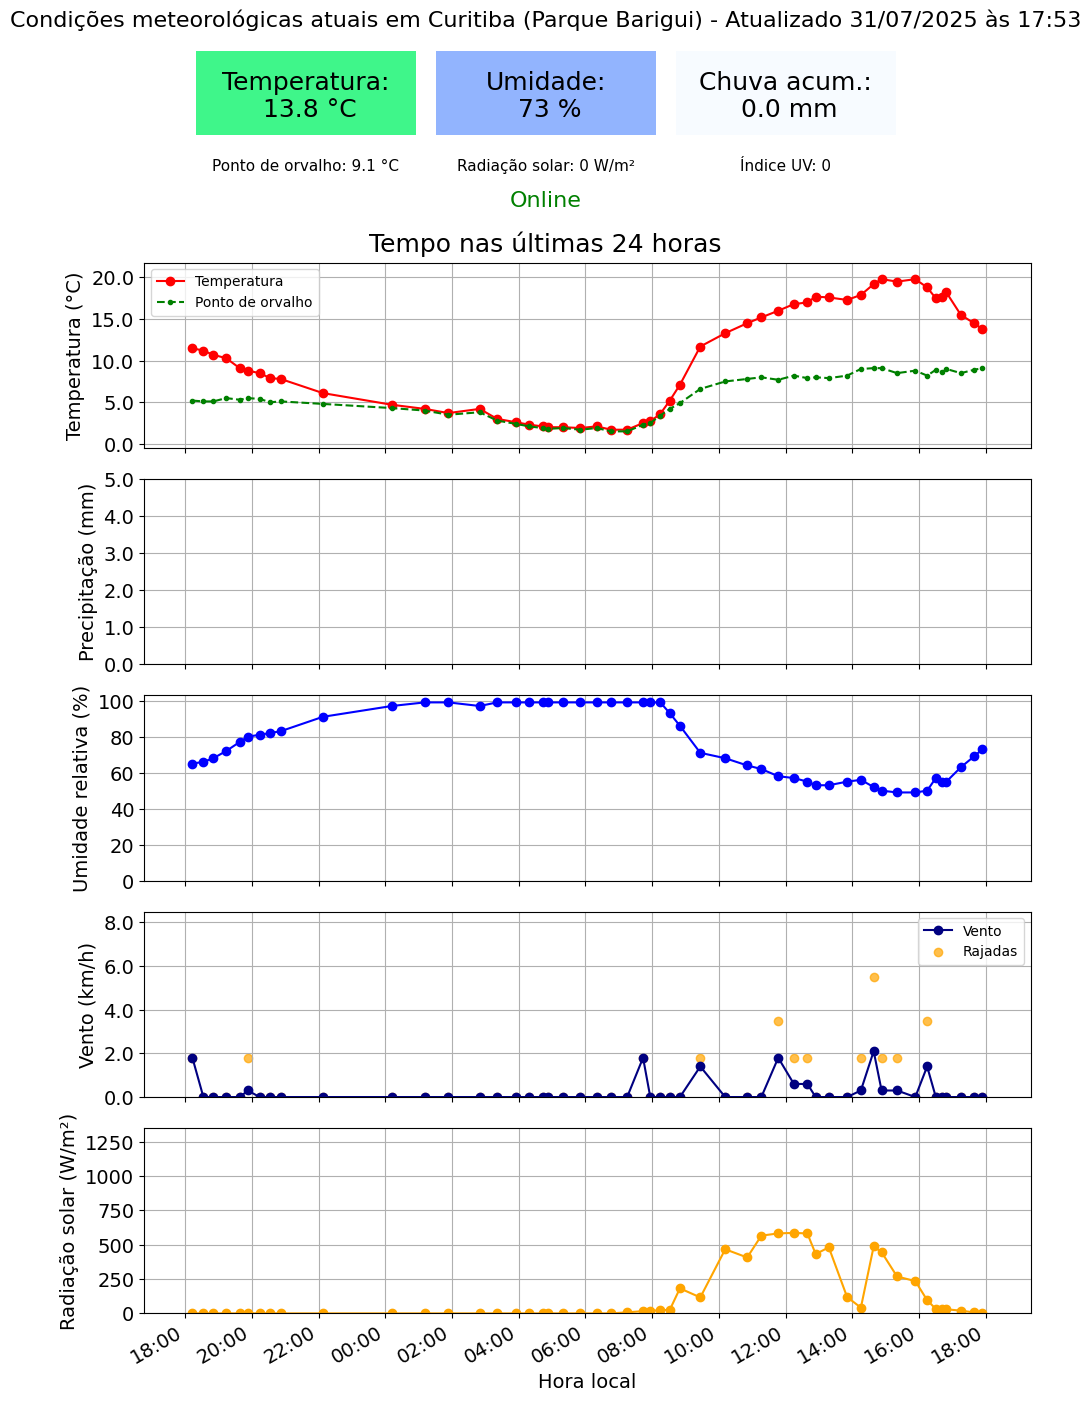 Condições meteorológicas atuais em Curitiba (Parque Barigui) - Atualizado 31/07/2025 às 17:53
Temperatura:
13.8 °C
Umidade:
73 %
Chuva acum.:
0.0 mm
Ponto de orvalho: 9.1 °C
Radiação solar: 0 W/m²
Índice UV: 0
Online
Tempo nas últimas 24 horas
Temperatura (°C)
20.0
15.0
10.0
5.0
0.0
Temperatura
Ponto de orvalho
Precipitação (mm)
5.0
4.0
3.0
2.0
1.0
0.0
Umidade relativa (%)
100
80
60
40
20
0
Vento (km/h)
8.0
6.0
4.0
2.0
0.0
Vento
Rajadas
Radiação solar (W/m²)
1250
1000
750
500
250
0
18:00
20:00
22:00
00:00
02:00
04:00
06:00
08:00
10:00
12:00
14:00
16:00
18:00
Hora local